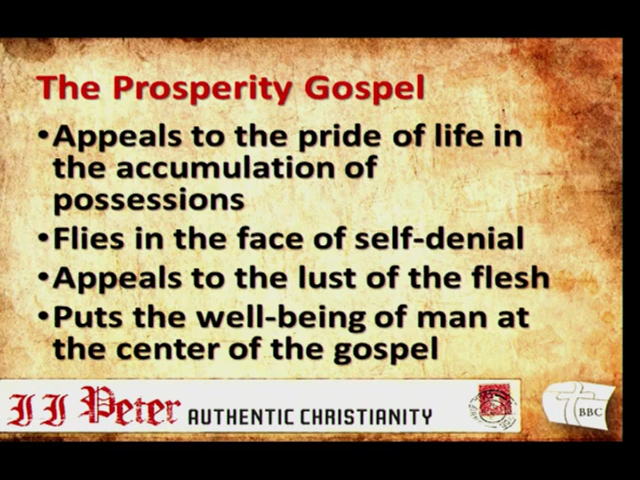 The Prosperity Gospel
•Appeals to the pride of life in
the accumulation of
possessions
•Flies in the face of self-denial
•Appeals to the lust of the flesh
•Puts the well-being of man at
the center of the gospel
II Peter AUTHENTIC CHRISTIANITY
BBC